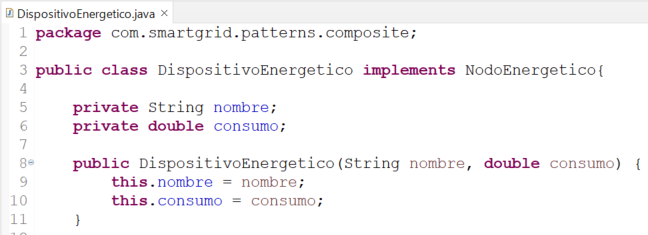 DispositivoEnergetico.java
1 package com.smartgrid.patterns.composite;
2
3 public class DispositivoEnergetico implements NodoEnergetico{
4
5 private String nombre;
6 private double consumo;
7
8 public DispositivoEnergetico(String nombre, double consumo) {
9 this.nombre = nombre;
10 this.consumo = consumo;
11 }